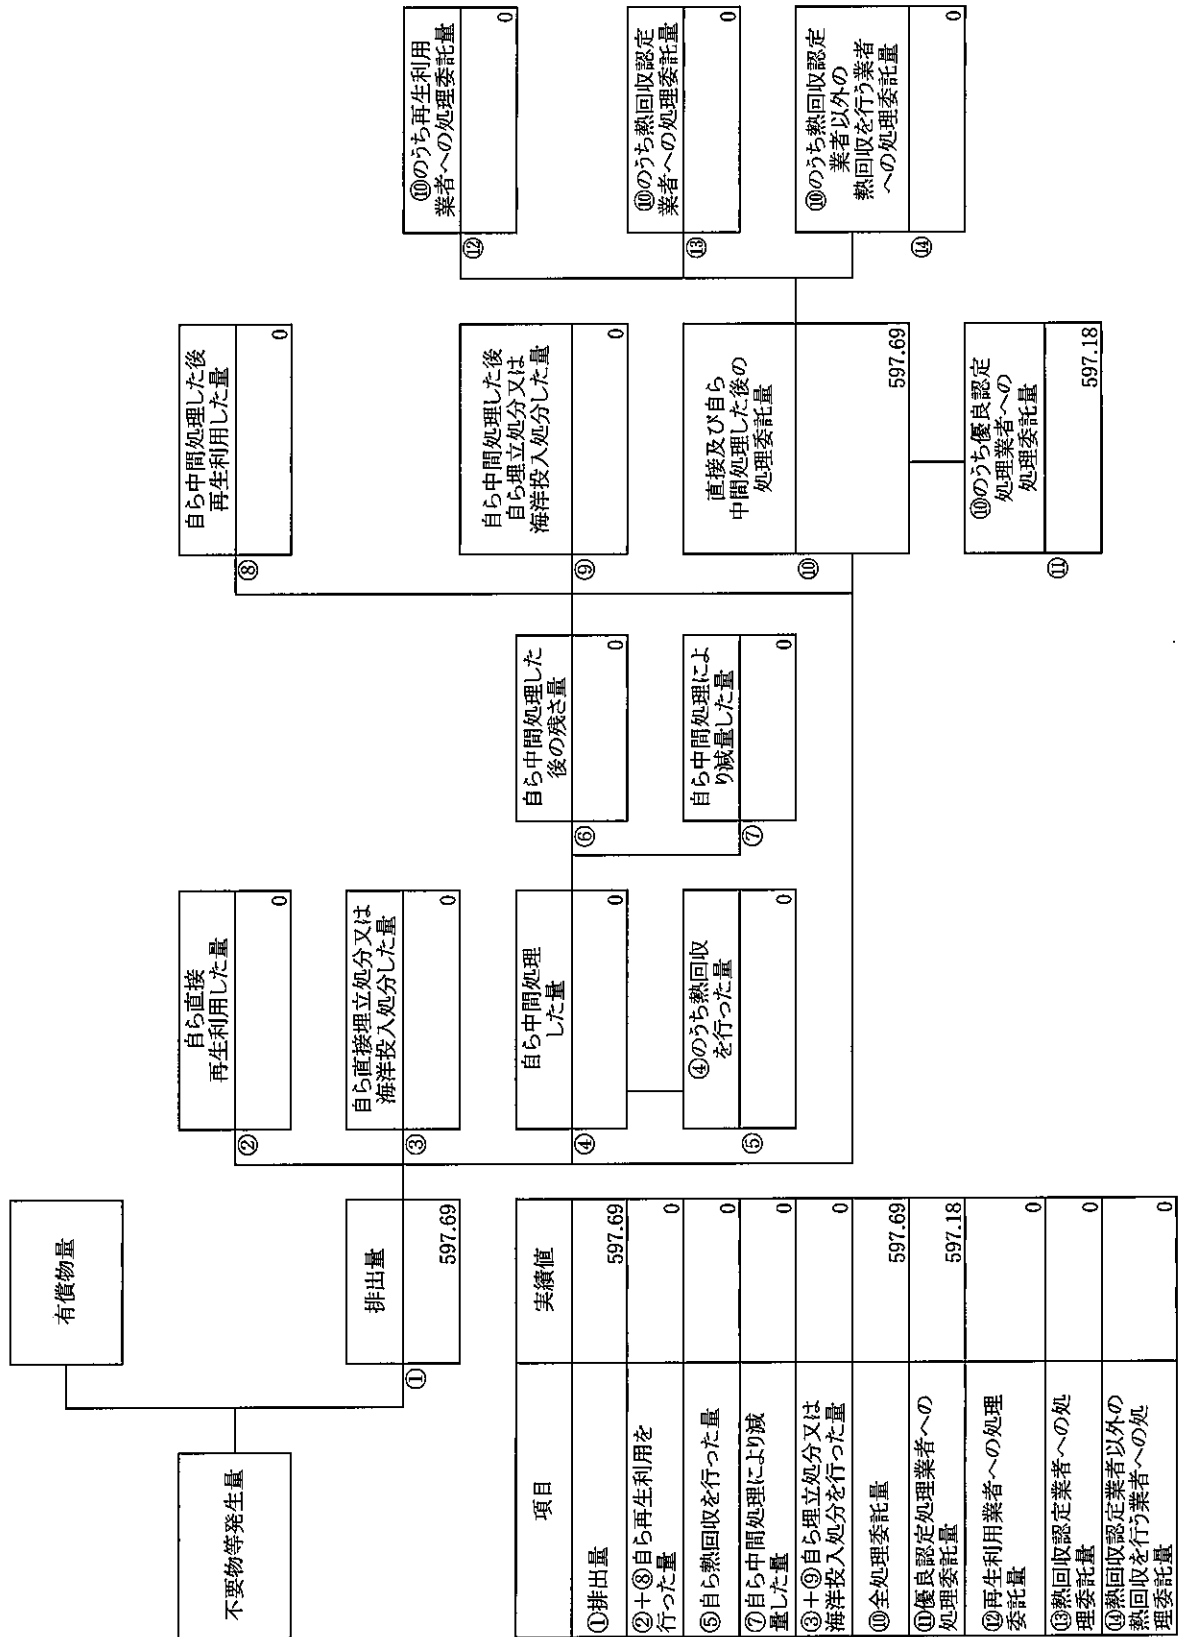 不要物等発生量
有償物量
①
排出量
597.69
②
自ら直接
再生利用した量
0
③
自ら直接埋立処分又は
海洋投入処分した量
0
④
自ら中間処理
した量
0
⑤
④のうち熱回収
を行った量
0
⑥
自ら中間処理した
後の残さ量
0
⑦
自ら中間処理によ
り減量した量
0
⑧
自ら中間処理した後
再生利用した量
0
⑨
自ら中間処理した後
自ら埋立処分又は
海洋投入処分した量
0
⑩
直接及び自ら
中間処理した後の
処理委託量
597.69
⑪
⑩のうち優良認定
処理業者への
処理委託量
597.18
⑫
⑩のうち再生利用
業者への処理委託量
0
⑬
⑩のうち熱回収認定
業者への処理委託量
0
⑭
⑩のうち熱回収認定
業者以外の
熱回収を行う業者
への処理委託量
0
項目 実績値
①排出量 597.69
②+⑧自ら再生利用を
行った量 0
⑤自ら熱回収を行った量 0
⑦自ら中間処理により減
量した量 0
③+⑨自ら埋立処分又は
海洋投入処分を行った量 0
⑩全処理委託量 597.69
⑪優良認定処理業者への
処理委託量 597.18
⑫再生利用業者への処理
委託量 0
⑬熱回収認定業者への処
理委託量 0
⑭熱回収認定業者以外の
熱回収を行う業者への処
理委託量 0